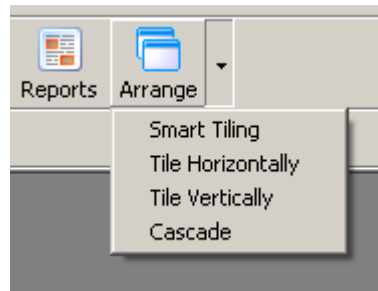 Reports Arrange
Smart Tiling
Tile Horizontally
Tile Vertically
Cascade